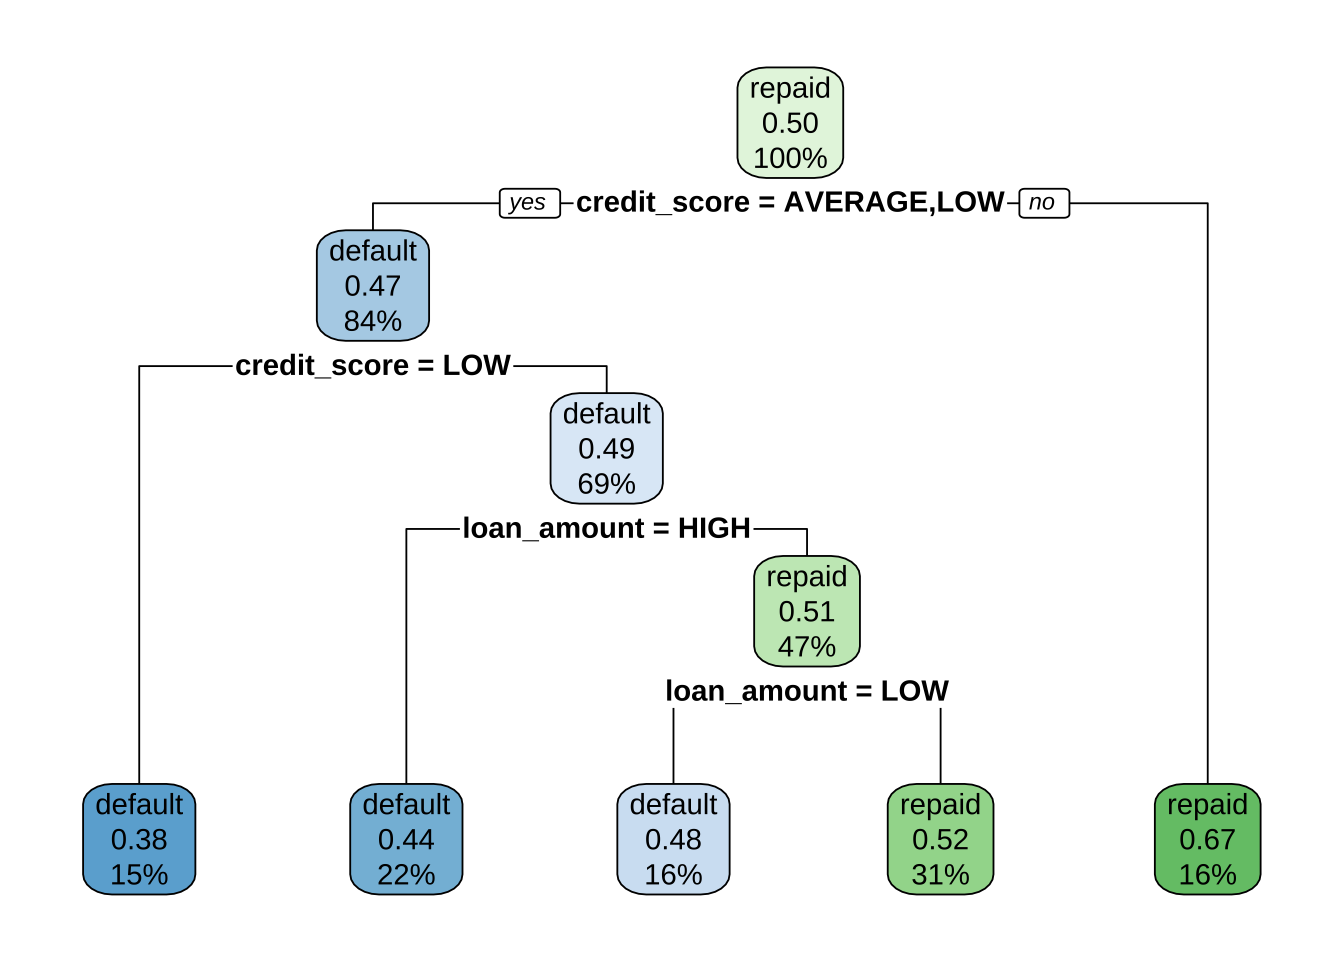 repaid
0.50
100%
yes credit_score = AVERAGE,LOW no
default
0.47
84%
credit_score = LOW
default
0.49
69%
loan_amount = HIGH
repaid
0.51
47%
loan_amount = LOW
default
0.38
15%
default
0.44
22%
default
0.48
16%
repaid
0.52
31%
repaid
0.67
16%